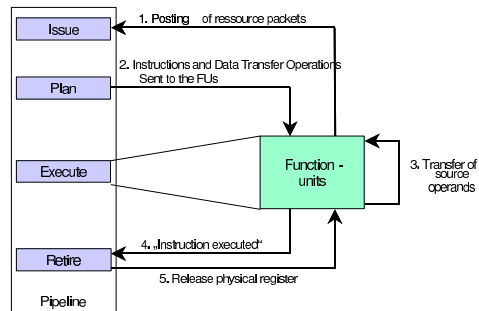 Issue
1. Posting of ressource packets
2. Instructions and Data Transfer Operations
Sent to the FUs
Plan
Execute
Function -
units
3. Transfer of
source
operands
4. „Instruction executed“
Retire
5. Release physical register
Pipeline